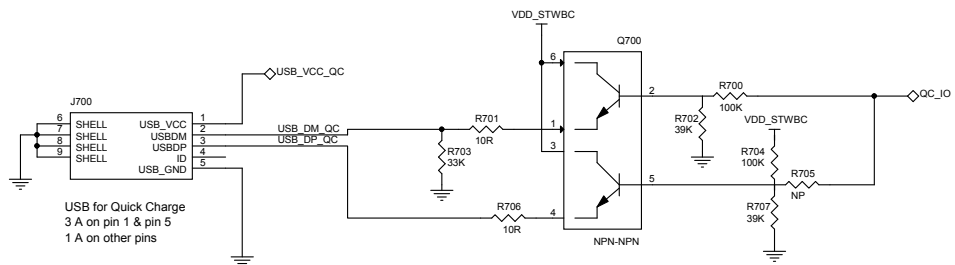 VDD_STWBC
Q700
USB_VCC_QC
J700
6 SHELL
7 SHELL
8 SHELL
9 SHELL
USB_VCC 1
USBDM 2
USBDP 3
ID 4
USB_GND 5
USB_DM_QC
USB_DP_QC
R701
10R
R703
33K
R706
10R
6
1
3
4
2
5
NPN-NPN
R700
100K
R702
39K
QC_IO
VDD_STWBC
R704
100K
R705
NP
R707
39K
USB for Quick Charge
3 A on pin 1 & pin 5
1 A on other pins